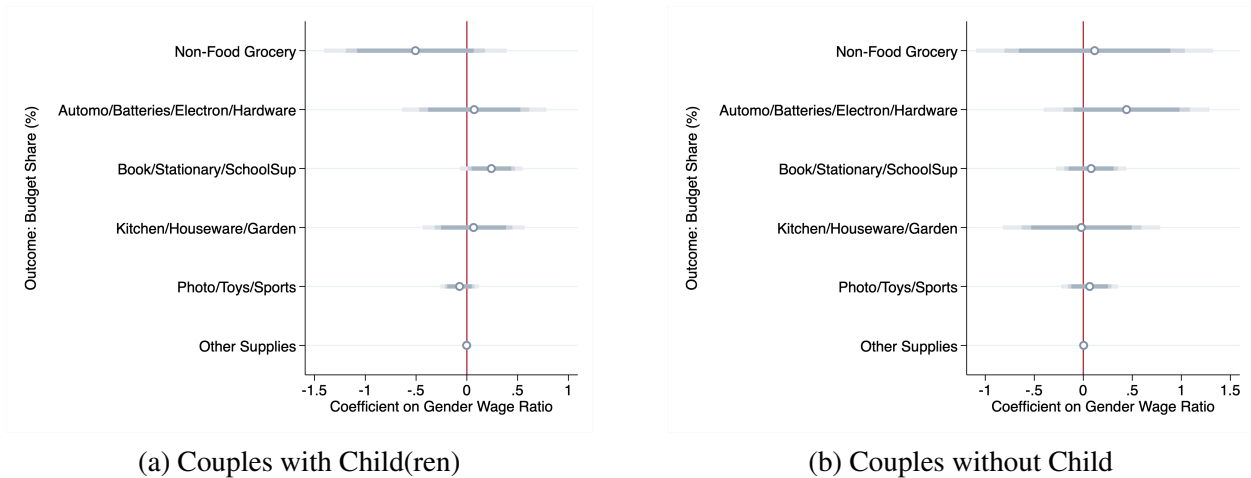 Outcome: Budget Share (%)
Non-Food Grocery
Automo/Batteries/Electron/Hardware
Book/Stationary/SchoolSup
Kitchen/Houseware/Garden
Photo/Toys/Sports
Other Supplies
-1.5 -1 -.5 0 .5 1
Coefficient on Gender Wage Ratio
(a) Couples with Child(ren)
Outcome: Budget Share (%)
Non-Food Grocery
Automo/Batteries/Electron/Hardware
Book/Stationary/SchoolSup
Kitchen/Houseware/Garden
Photo/Toys/Sports
Other Supplies
-1 -.5 0 .5 1 1.5
Coefficient on Gender Wage Ratio
(b) Couples without Child